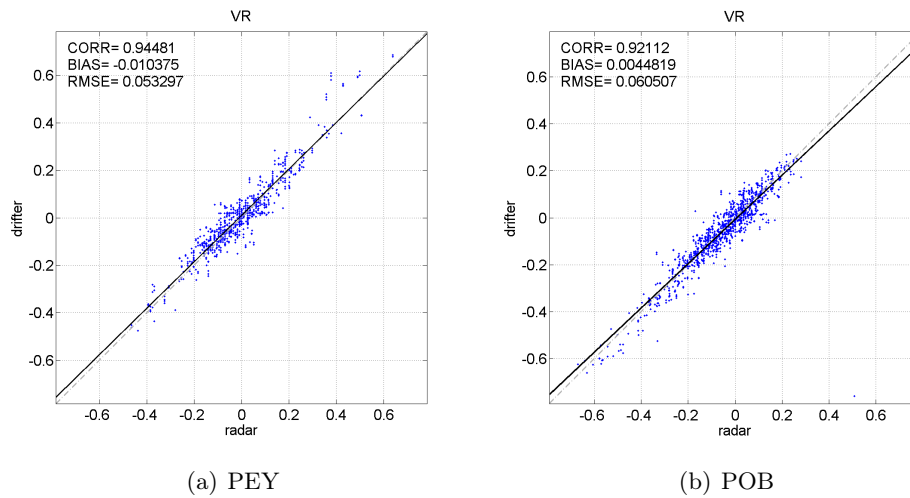 VR
CORR= 0.94481
BIAS= -0.010375
RMSE= 0.053297
0.6
0.4
0.2
0
-0.2
-0.4
-0.6
drifter
-0.6 -0.4 -0.2 0 0.2 0.4 0.6
radar
(a) PEY
VR
CORR= 0.92112
BIAS= 0.0044819
RMSE= 0.060507
0.6
0.4
0.2
0
-0.2
-0.4
-0.6
drifter
-0.6 -0.4 -0.2 0 0.2 0.4 0.6
radar
(b) POB